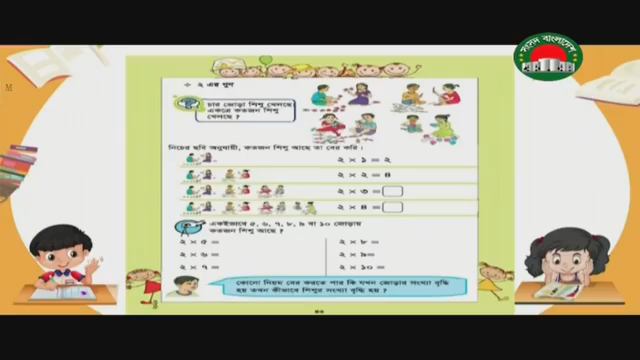 সংসদ বাংলাদেশ
÷ ২ এর গুণ
চার জোড়া শিশু খেলছে
একত্রে কতজন শিশু
খেলছে ?
নিচের ছবি অনুযায়ী, কতজন শিশু আছে তা বের করি।
২ × ১ = ২
২ × ২ = ৪
২ × ৩ =
২ × ৪ =
একইভাবে ৫, ৬, ৭, ৮, ৯ বা ১০ জোড়ায়
কতজন শিশু আছে ?
২ × ৫ =
২ × ৬ =
২ × ৭ =
২ × ৮=
২ × ৯=
২ × ১০=
কোনো নিয়ম বের করতে পার কি যখন জোড়ার সংখ্যা বৃদ্ধি
হয় তখন কীভাবে শিশুর সংখ্যা বৃদ্ধি হয় ?